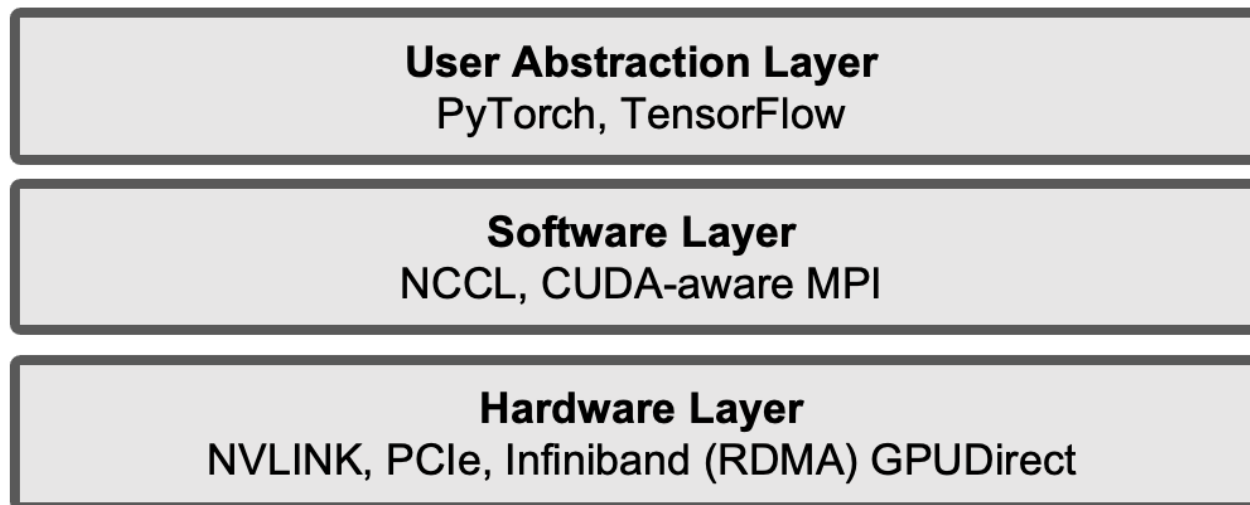 User Abstraction Layer
PyTorch, TensorFlow
Software Layer
NCCL, CUDA-aware MPI
Hardware Layer
NVLINK, PCIe, Infiniband (RDMA) GPUDirect